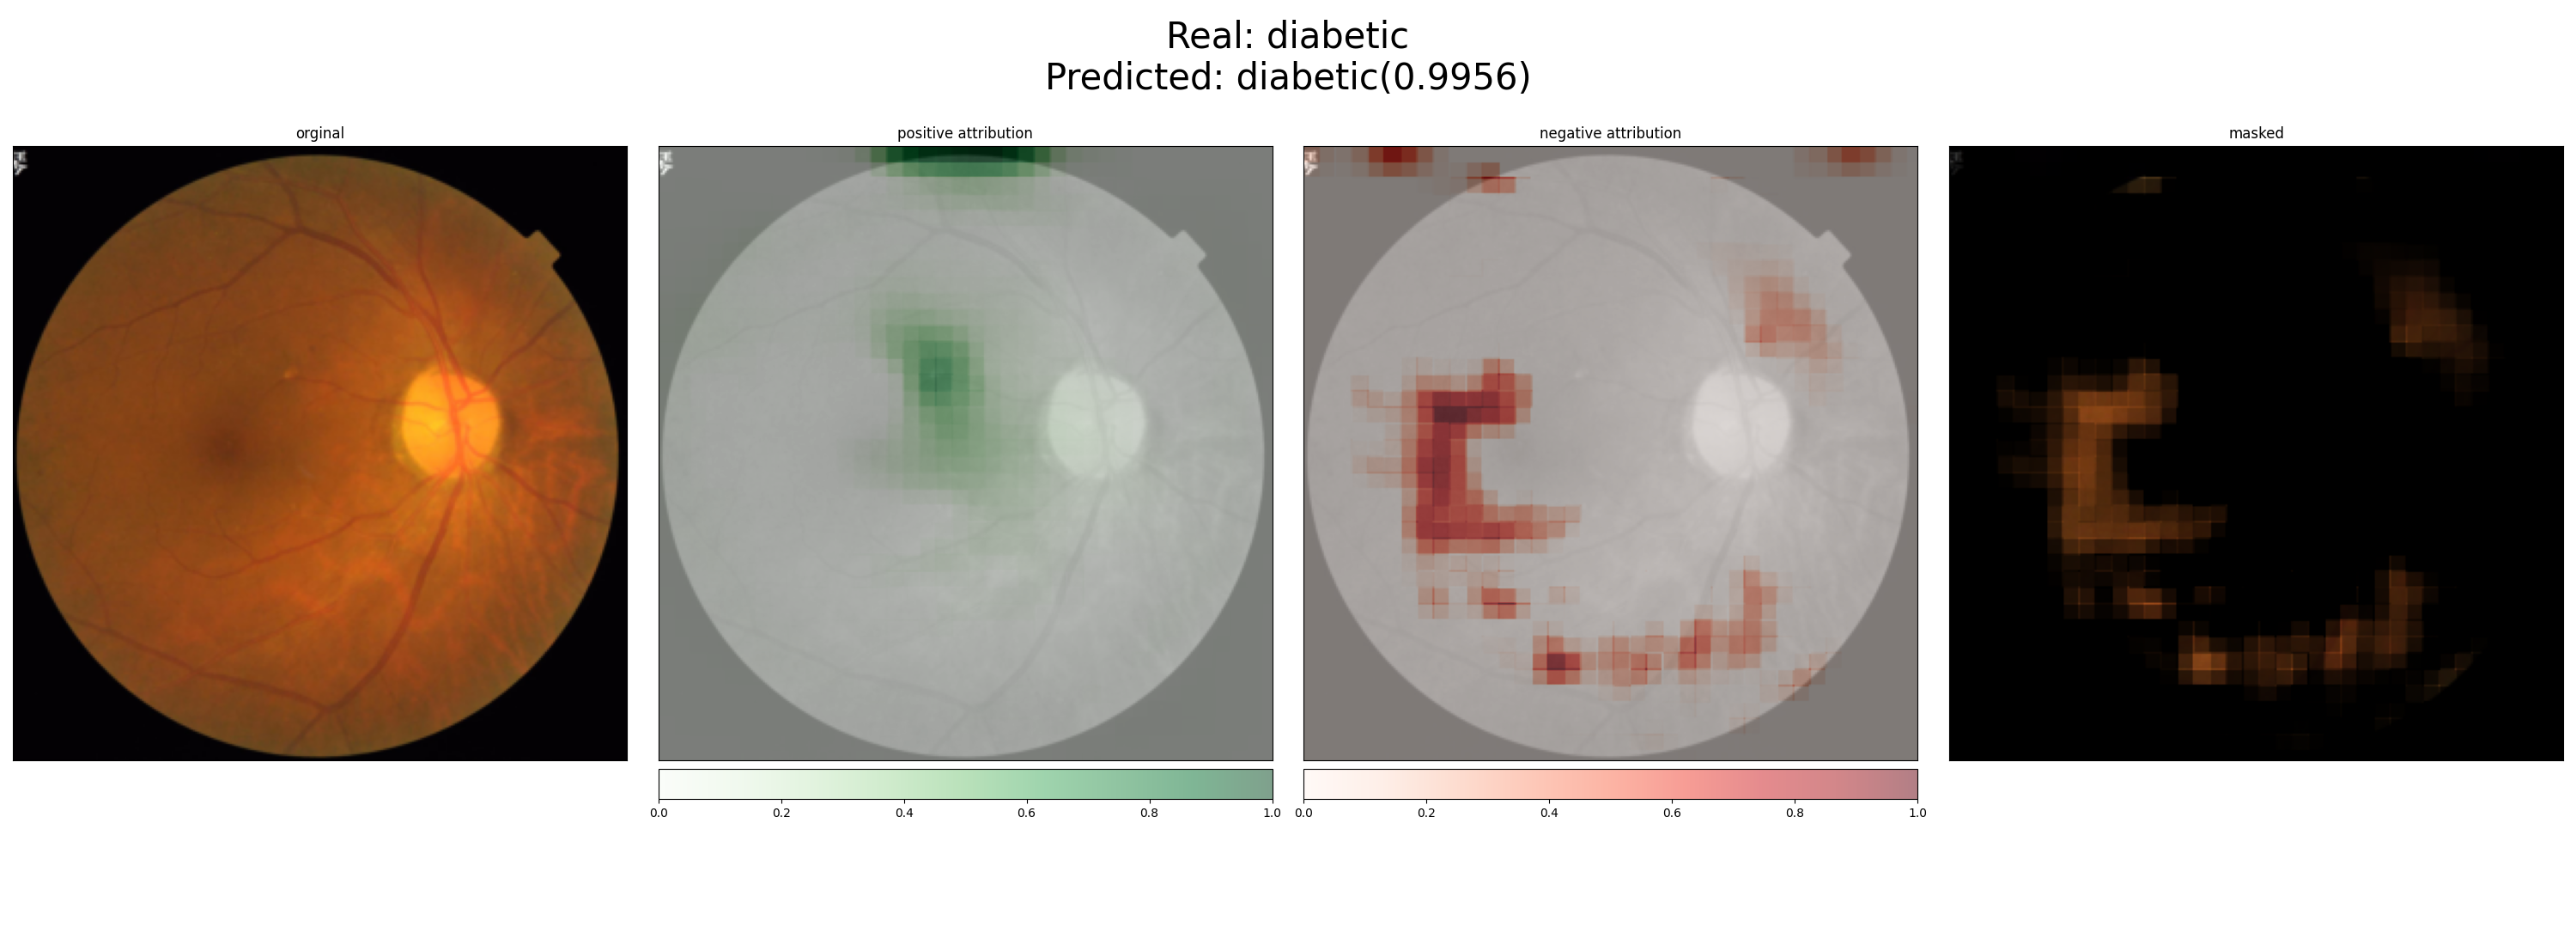 Real: diabetic
Predicted: diabetic(0.9956)
orginal
positive attribution
negative attribution
masked
0.0 0.2 0.4 0.6 0.8 1.0
0.0 0.2 0.4 0.6 0.8 1.0